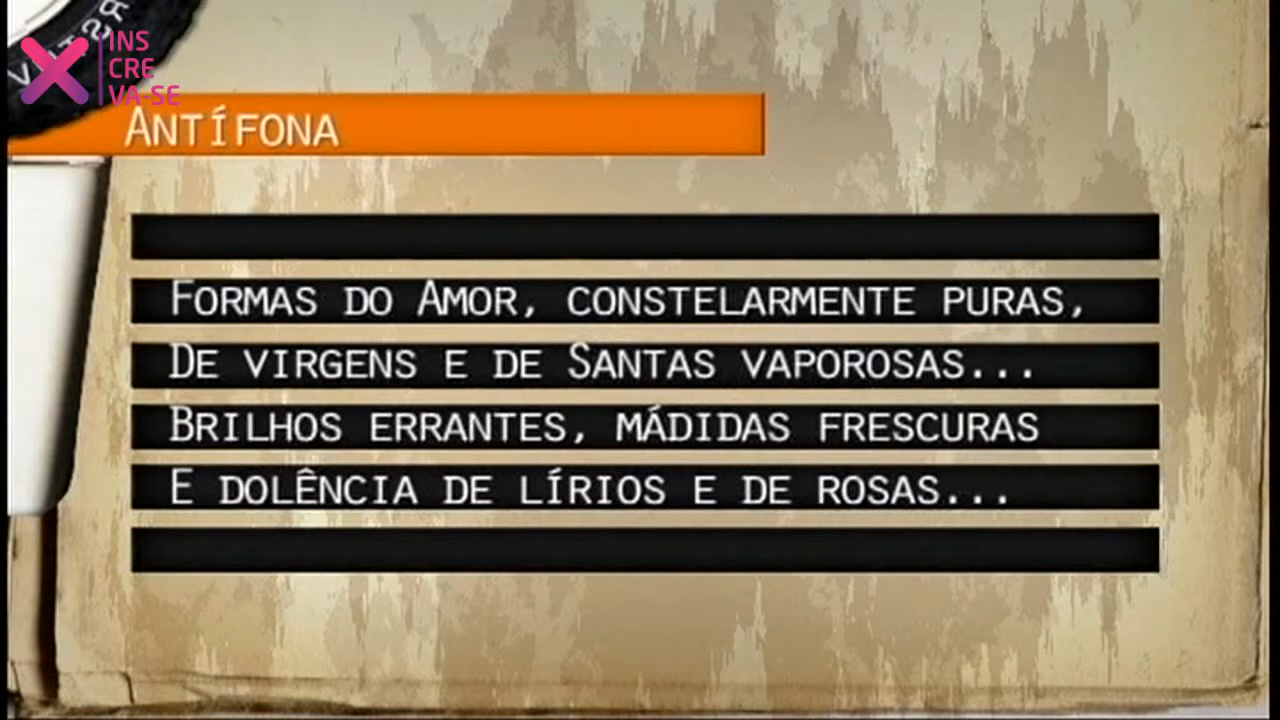 INS
CRE
VA-SE
Antífona
Formas do Amor, constelarmente puras,
De virgens e de Santas vaporosas...
Brilhos errantes, mádidas frescuras
E dolência de lírios e de rosas...